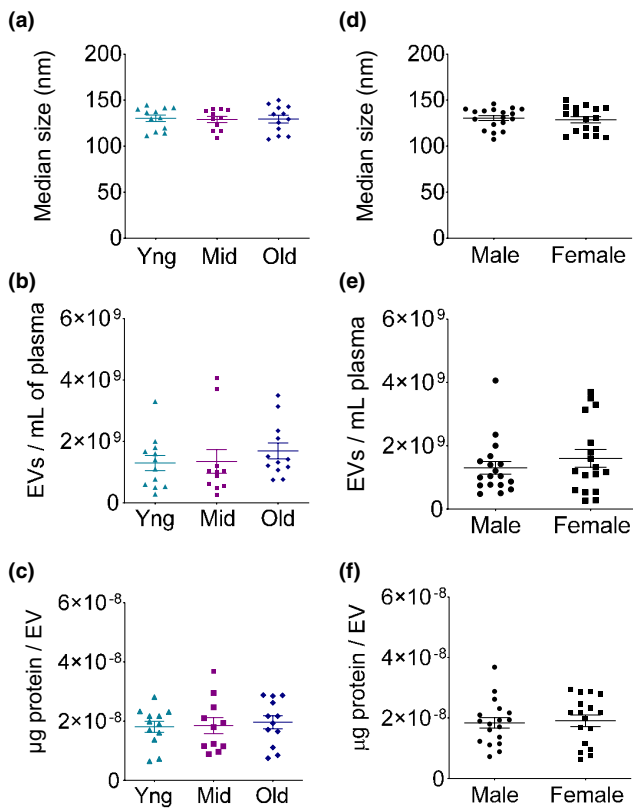 (a)
Median size (nm)
200
150
100
50
0
Yng Mid Old
(d)
Median size (nm)
200
150
100
50
0
Male Female
(b)
EVs / mL of plasma
6×10⁹
4×10⁹
2×10⁹
0
Yng Mid Old
(e)
EVs / mL plasma
6×10⁹
4×10⁹
2×10⁹
0
Male Female
(c)
µg protein / EV
6×10⁻⁸
4×10⁻⁸
2×10⁻⁸
0
Yng Mid Old
(f)
µg protein / EV
6×10⁻⁸
4×10⁻⁸
2×10⁻⁸
0
Male Female